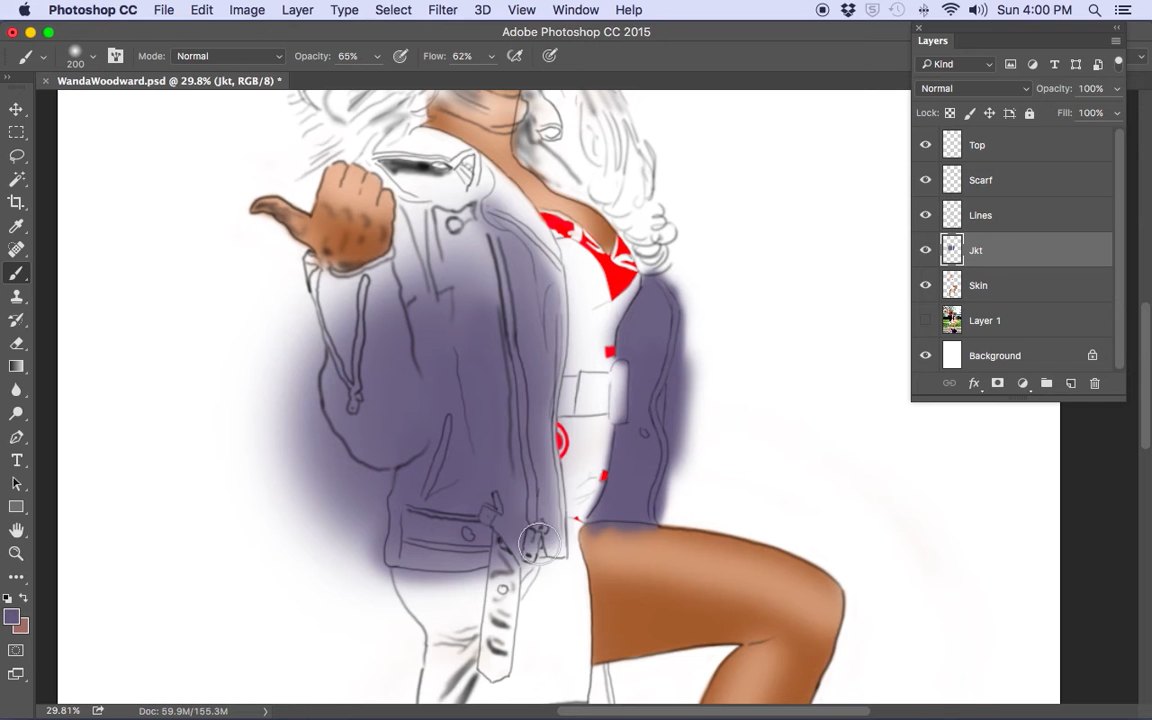 Photoshop CC File Edit Image Layer Type Select Filter 3D View Window Help Sun 4:00 PM
Adobe Photoshop CC 2015
200 Mode: Normal Opacity: 65% Flow: 62%
WandaWoodward.psd @ 29.8% (Jkt, RGB/8) *
Layers
Kind
Normal Opacity: 100%
Lock: Fill: 100%
Top
Scarf
Lines
Jkt
Skin
Layer 1
Background
fx
29.81% Doc: 59.9M/155.3M